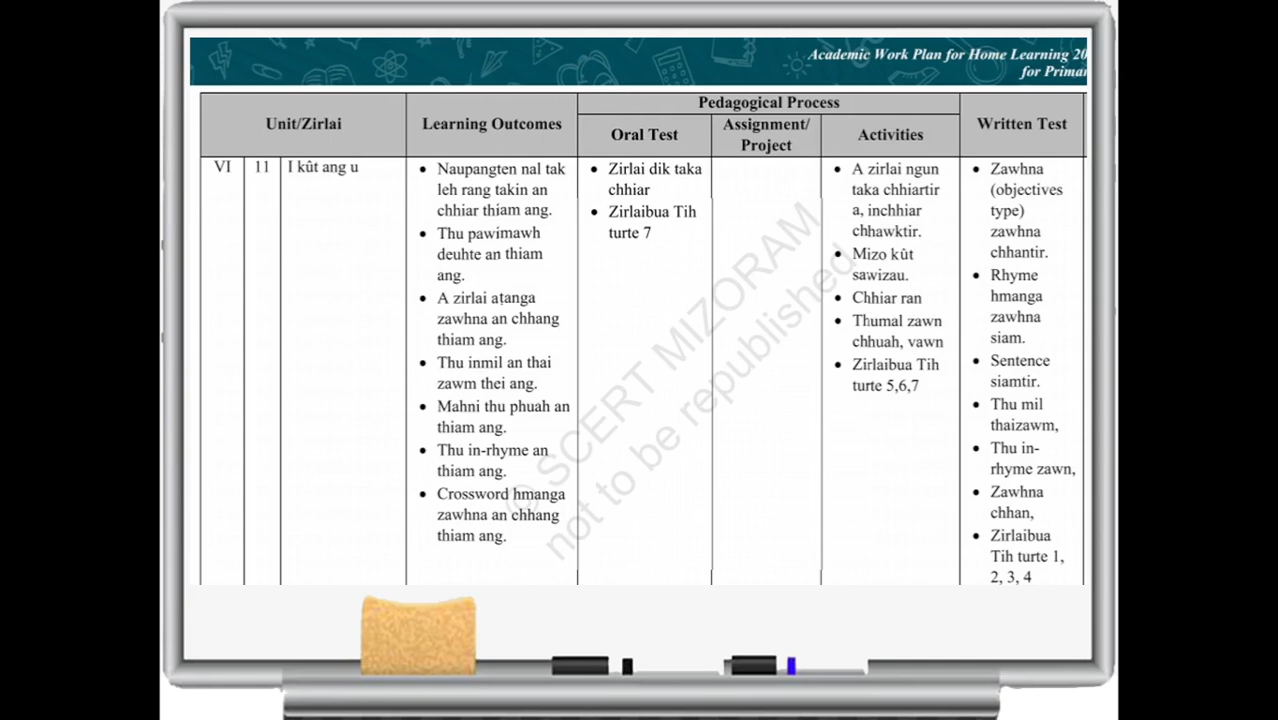 Academic Work Plan for Home Learning 20
for Primar
Unit/Zirlai
Learning Outcomes
Pedagogical Process
Oral Test
Assignment/
Project
Activities
Written Test
VI
11
I kût ang u
• Naupangten nal tak
leh rang takin an
chhiar thiam ang.
• Thu pawimawh
deuhte an thiam
ang.
• A zirlai aṭanga
zawhna an chhang
thiam ang.
• Thu inmil an thai
zawm thei ang.
• Mahni thu phuah an
thiam ang.
• Thu in-rhyme an
thiam ang.
• Crossword hmanga
zawhna an chhang
thiam ang.
• Zirlai dik taka
chhiar
• Zirlaibua Tih
turte 7
• A zirlai ngun
taka chhiartir
a, inchhiar
chhawktir.
• Mizo kût
sawizau.
• Chhiar ran
• Thumal zawn
chhuah, vawn
• Zirlaibua Tih
turte 5,6,7
• Zawhna
(objectives
type)
zawhna
chhantir.
• Rhyme
hmanga
zawhna
siam.
• Sentence
siamtir.
• Thu mil
thaizawm,
• Thu in-
rhyme zawn,
• Zawhna
chhan,
• Zirlaibua
Tih turte 1,
2, 3, 4
© SCERT MIZORAM
not to be republished